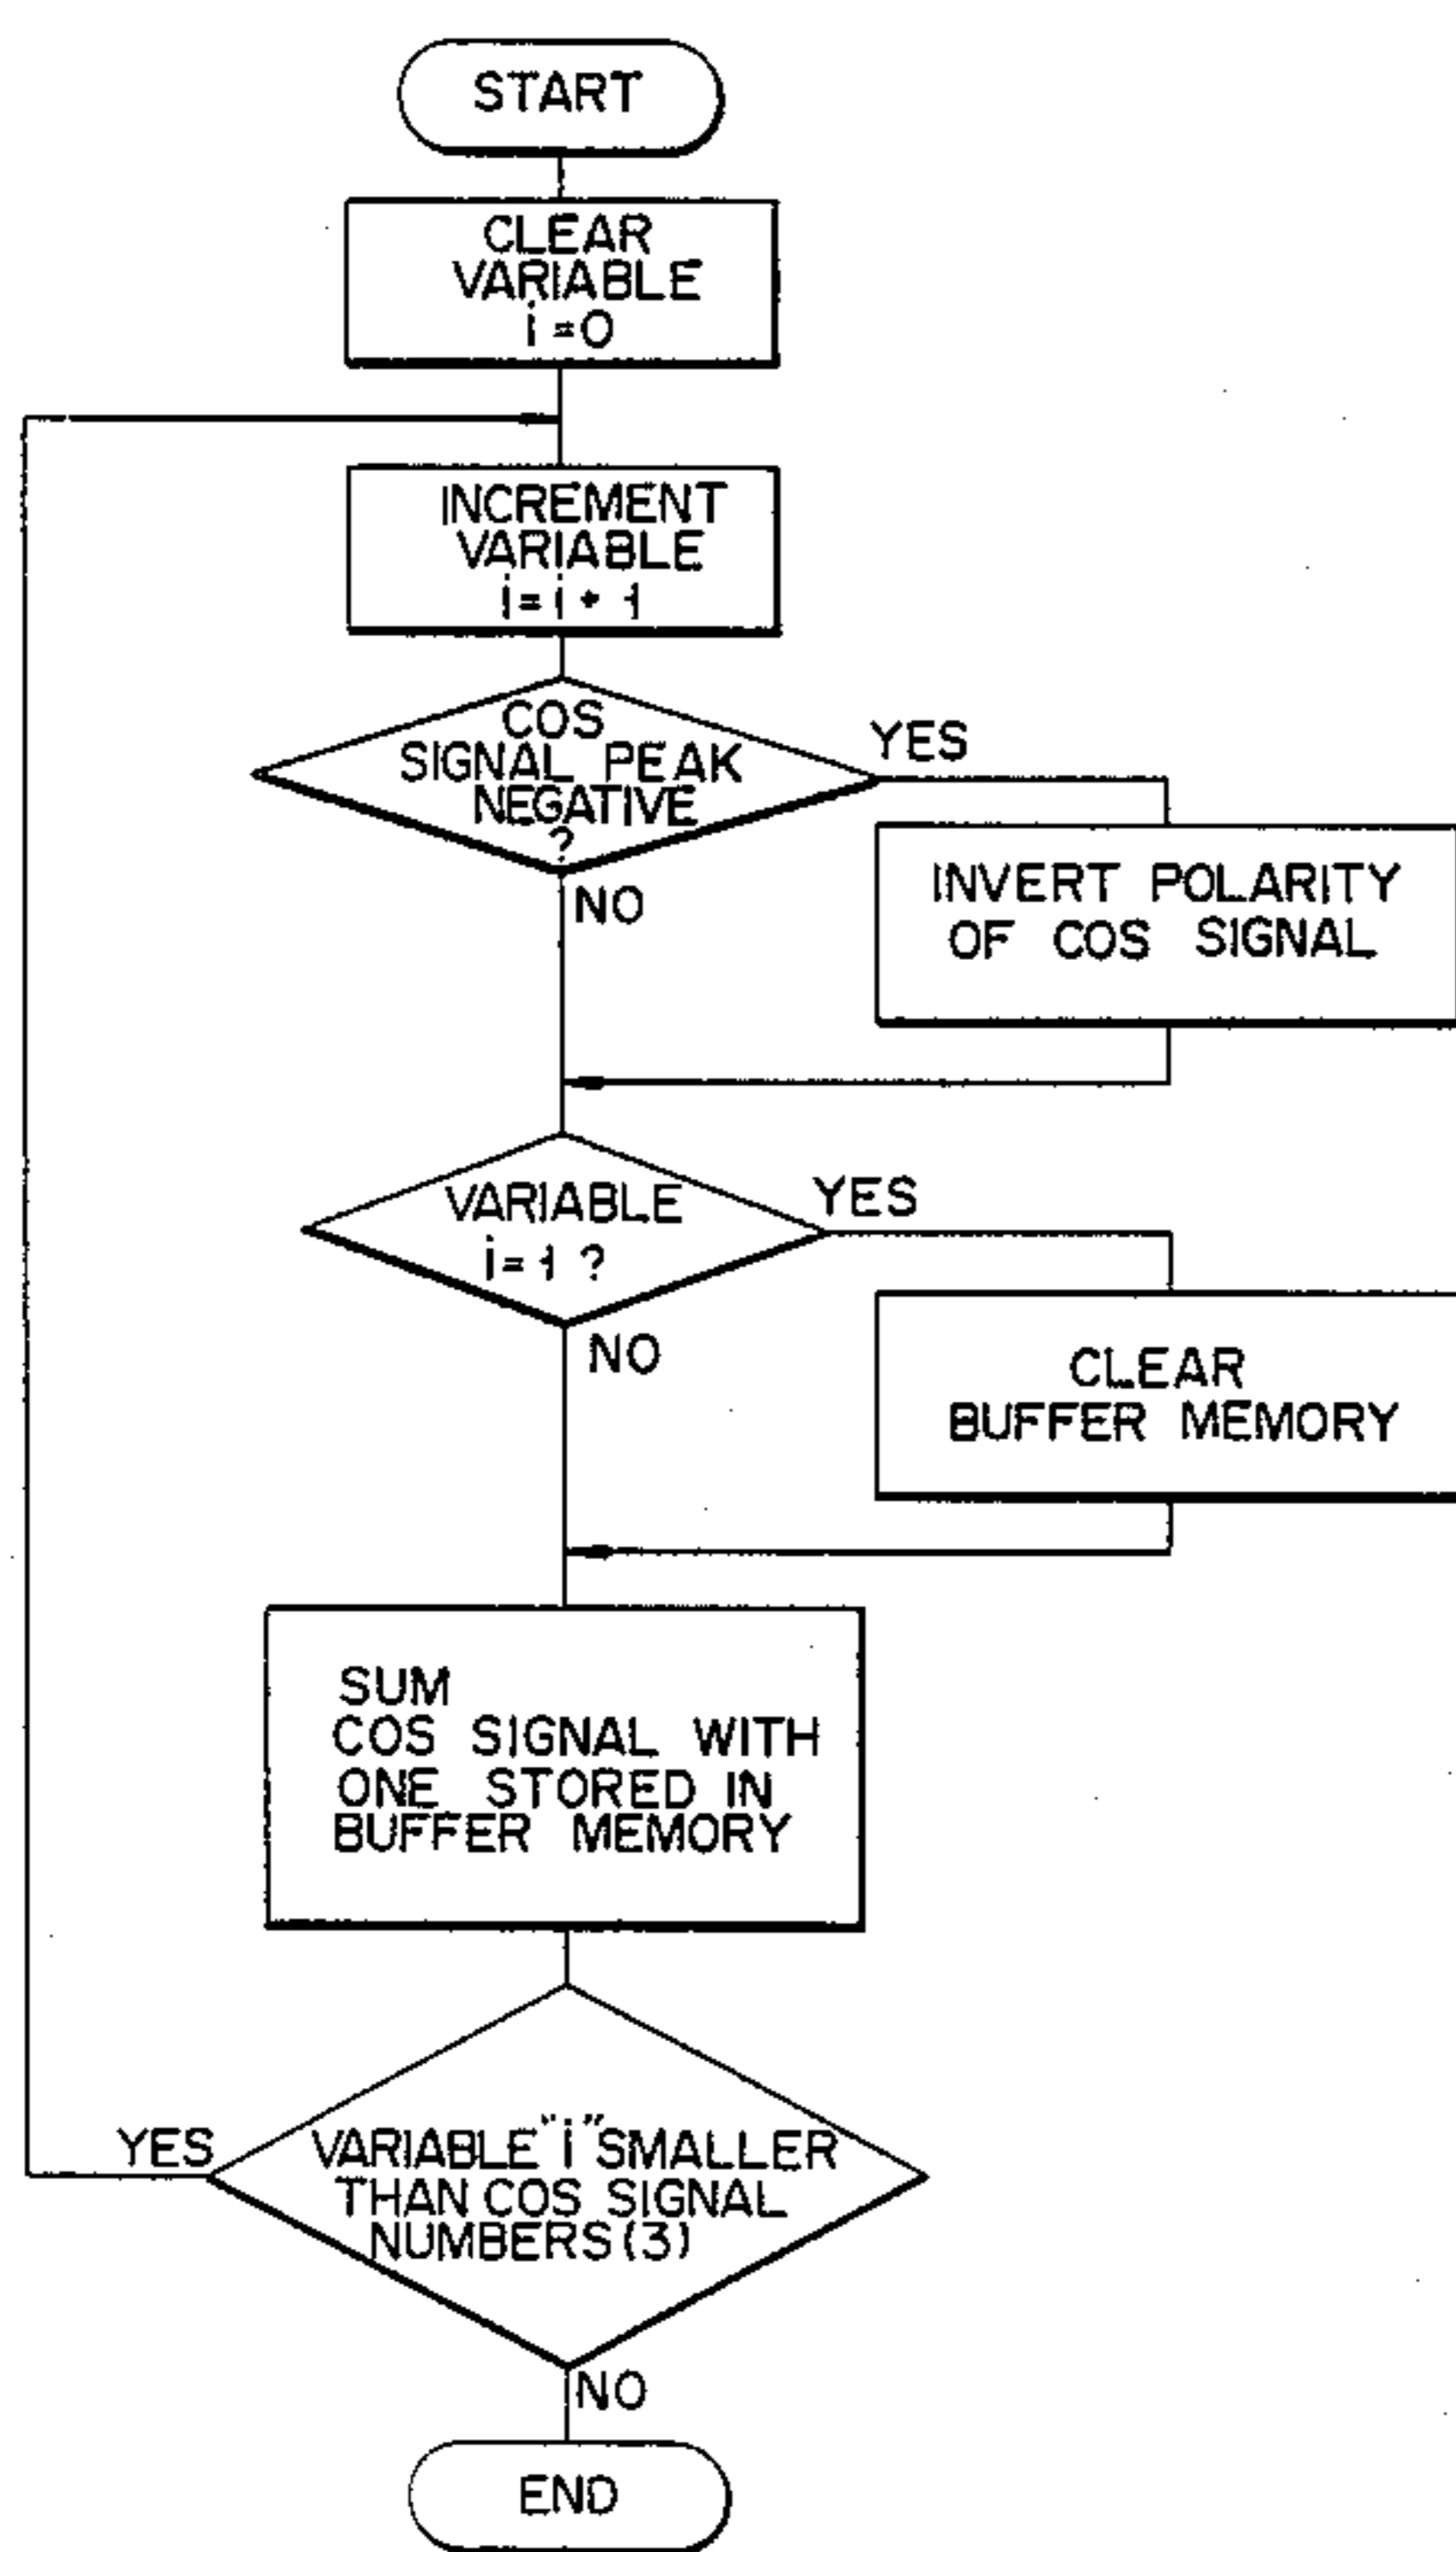 START
CLEAR
VARIABLE
i=0
INCREMENT
VARIABLE
i=i+1
COS
SIGNAL PEAK
NEGATIVE
?
YES
NO
INVERT POLARITY
OF COS SIGNAL
VARIABLE
i=1 ?
YES
NO
CLEAR
BUFFER MEMORY
SUM
COS SIGNAL WITH
ONE STORED IN
BUFFER MEMORY
YES
VARIABLE "i" SMALLER
THAN COS SIGNAL
NUMBERS (3)
NO
END